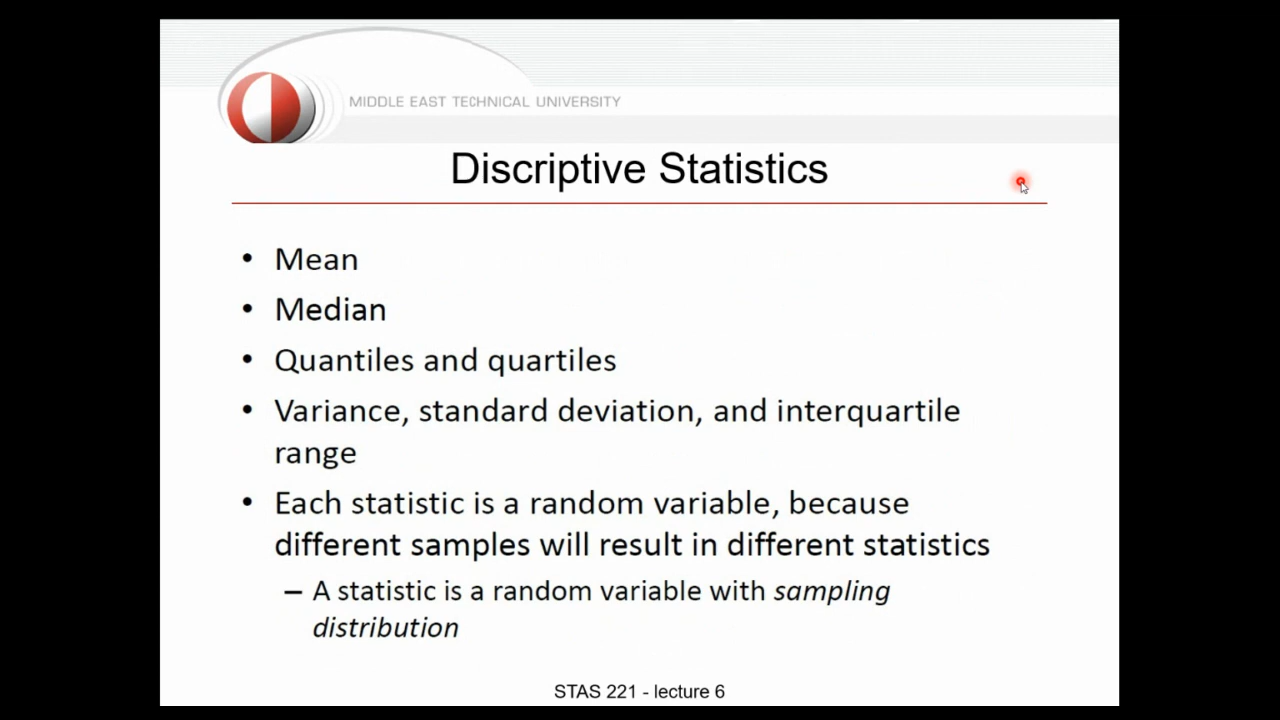 MIDDLE EAST TECHNICAL UNIVERSITY
Discriptive Statistics
• Mean
• Median
• Quantiles and quartiles
• Variance, standard deviation, and interquartile
range
• Each statistic is a random variable, because
different samples will result in different statistics
– A statistic is a random variable with sampling
distribution
STAS 221 - lecture 6